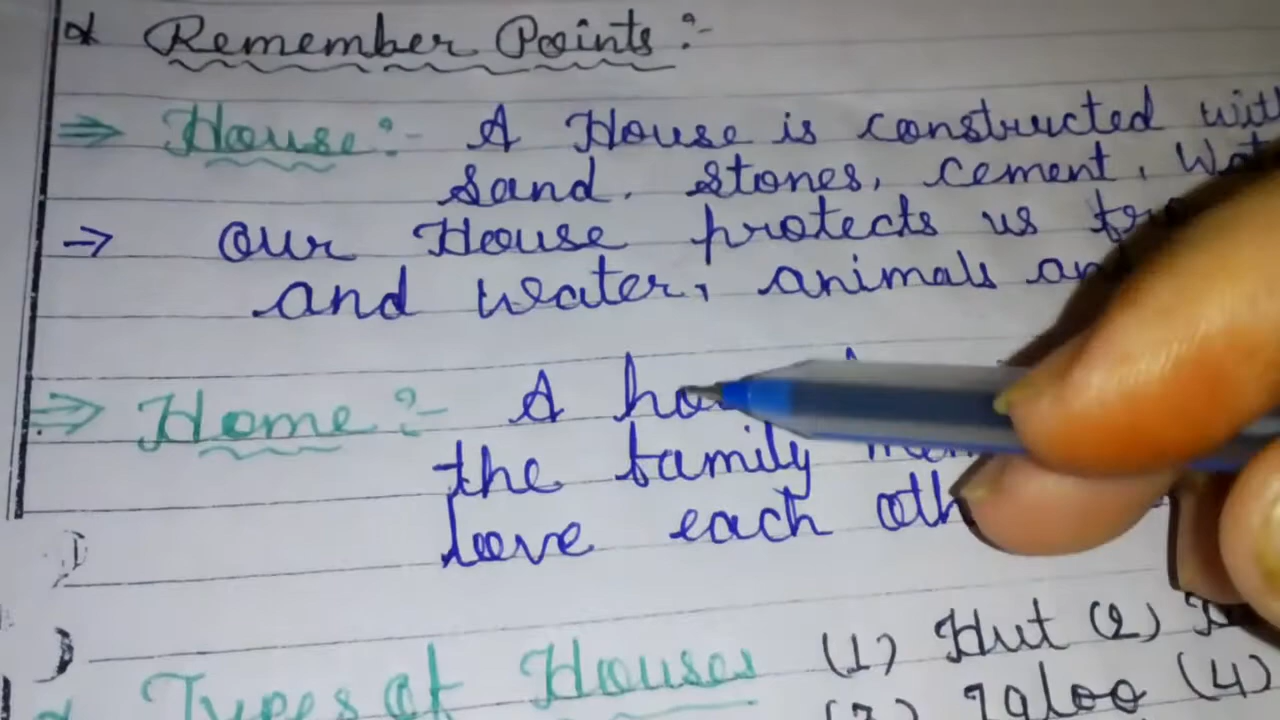 Remember Points :-
⇒ House :- A House is constructed with
sand. stones, cement, 
→ Our House protects us
and water, animals
⇒ Home :- A
the family
love each
Types of Houses (1) Hut (2)
Igloo (4)